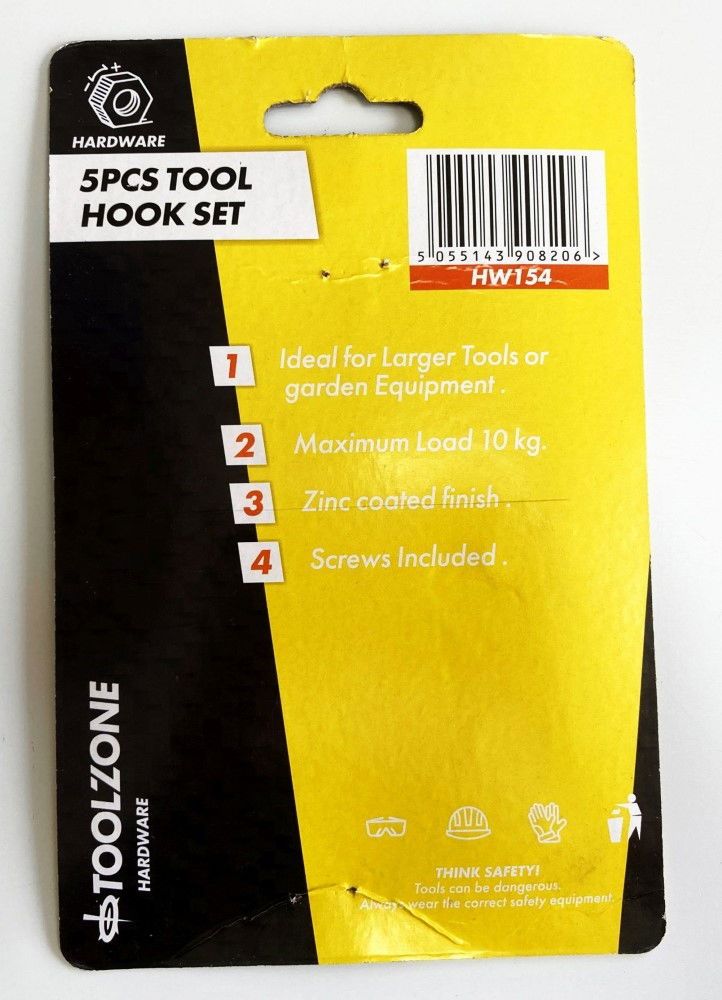 HARDWARE
5PCS TOOL
HOOK SET
5 055143 908206 >
HW154
1 Ideal for Larger Tools or
garden Equipment .
2 Maximum Load 10 kg.
3 Zinc coated finish .
4 Screws Included .
TOOLZONE
HARDWARE
THINK SAFETY!
Tools can be dangerous.
Always wear the correct safety equipment.